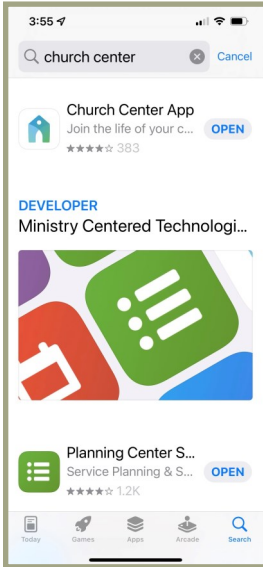 3:55
church center
Cancel
Church Center App
Join the life of your c...
OPEN
383
DEVELOPER
Ministry Centered Technologi...
Planning Center S...
Service Planning & S...
OPEN
1.2K
Today Games Apps Arcade Search